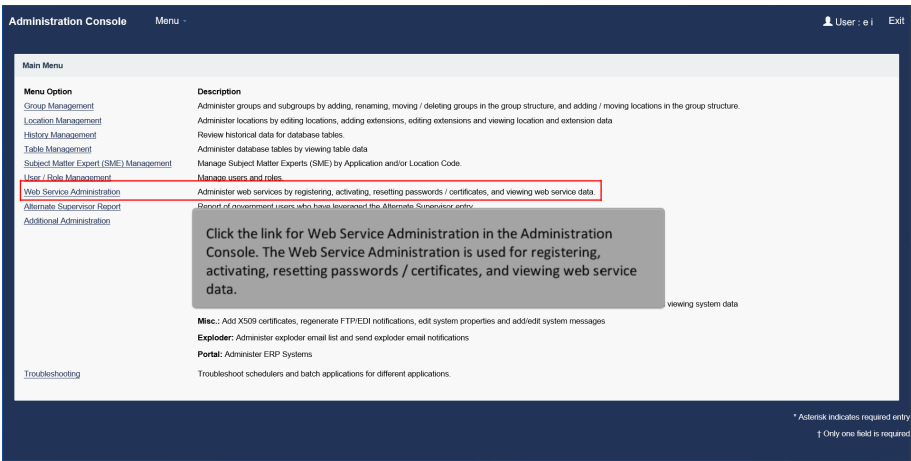 Administration Console Menu User : e i Exit
Main Menu
Menu Option Description
Group Management Administer groups and subgroups by adding, renaming, moving / deleting groups in the group structure, and adding / moving locations in the group structure.
Location Management Administer locations by editing locations, adding extensions, editing extensions and viewing location and extension data
History Management Review historical data for database tables.
Table Management Administer database tables by viewing table data
Subject Matter Expert (SME) Management Manage Subject Matter Experts (SME) by Application and/or Location Code.
User / Role Management Manage users and roles.
Web Service Administration Administer web services by registering, activating, resetting passwords / certificates, and viewing web service data.
Alternate Supervisor Report Report of government users who have leveraged the Alternate Supervisor entry
Additional Administration
Click the link for Web Service Administration in the Administration
Console. The Web Service Administration is used for registering,
activating, resetting passwords / certificates, and viewing web service
data.
viewing system data
Misc.: Add X509 certificates, regenerate FTP/EDI notifications, edit system properties and add/edit system messages
Exploder: Administer exploder email list and send exploder email notifications
Portal: Administer ERP Systems
Troubleshooting Troubleshoot schedulers and batch applications for different applications.
* Asterisk indicates required entry
† Only one field is required